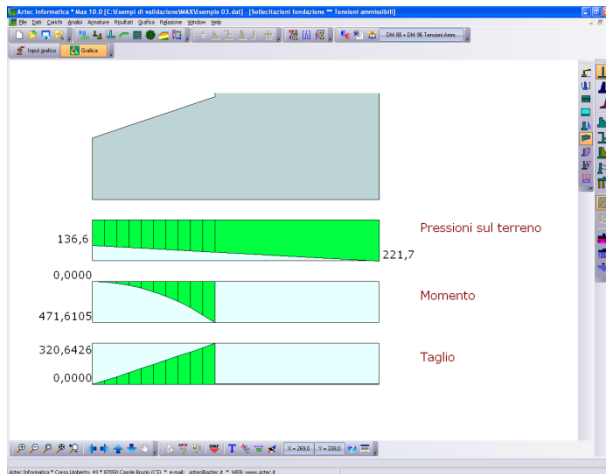 Aztec Informatica * Max 10.0 [C:\Esempi di validazione\MAX\Esempio 03.dat] - [Sollecitazioni fondazione ** Tensioni ammissibili]
File Dati Carichi Analisi Armature Risultati Grafica Relazione Window Help
DM 88 + DM 96 Tensioni Amm.
Input grafico Grafica
Pressioni sul terreno
136,6
221,7
0,0000
Momento
471,6105
320,6426
Taglio
0,0000
X = 269.0 Y = 338.0
Aztec Informatica * Corso Umberto, 43 * 87050 Casole Bruzio (CS) * e-mail: aztec@aztec.it * WEB: www.aztec.it